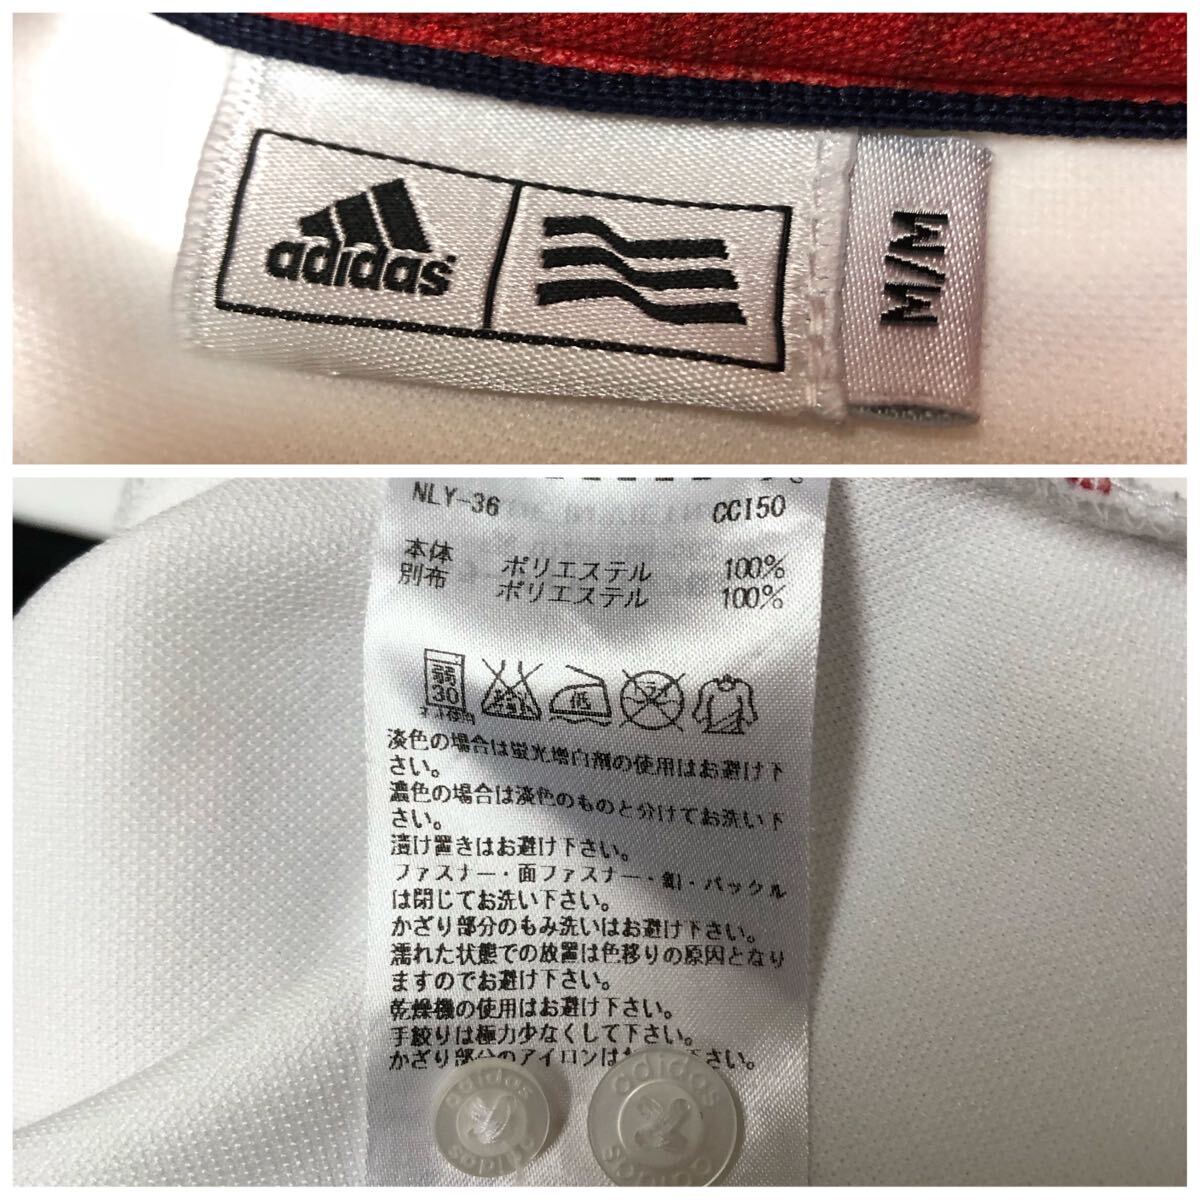 adidas
M/M
NLY-36 CCI50
本体 ポリエステル 100%
別布 ポリエステル 100%
弱
30
低
淡色の場合は蛍光増白剤の使用はお避け下
さい。
濃色の場合は淡色のものと分けてお洗い下
さい。
漬け置きはお避け下さい。
ファスナー・面ファスナー・釦・バックル
は閉じてお洗い下さい。
かざり部分のもみ洗いはお避け下さい。
濡れた状態での放置は色移りの原因となり
ますのでお避け下さい。
乾燥機の使用はお避け下さい。
手絞りは極力少なくして下さい。
かざり部分のアイロンはお さい。
adidas adidas
adidas adidas